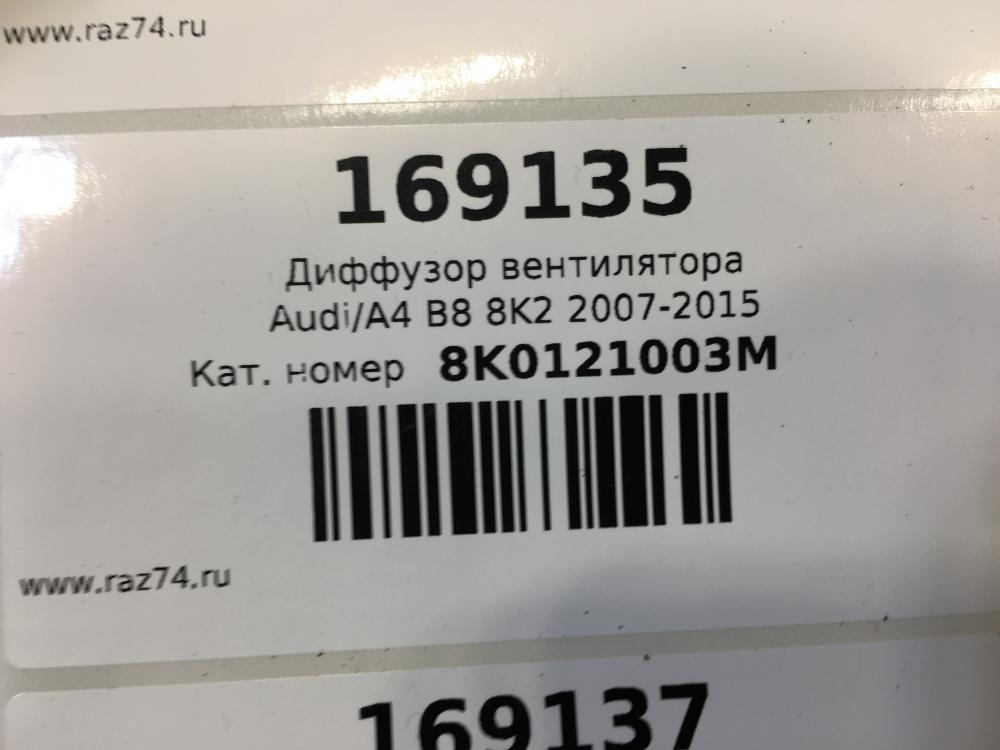 www.raz74.ru
169135
Диффузор вентилятора
Audi/A4 B8 8K2 2007-2015
Кат. номер 8K0121003M
www.raz74.ru
169137